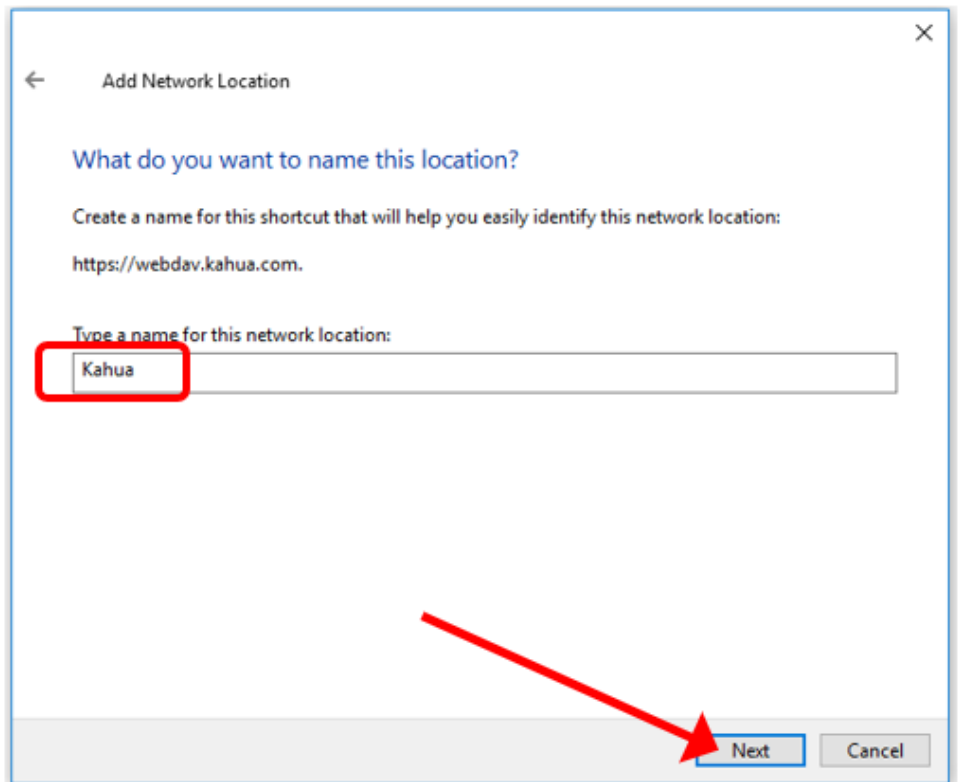 Add Network Location
What do you want to name this location?
Create a name for this shortcut that will help you easily identify this network location:
https://webdav.kahua.com.
Type a name for this network location:
Kahua
Next
Cancel